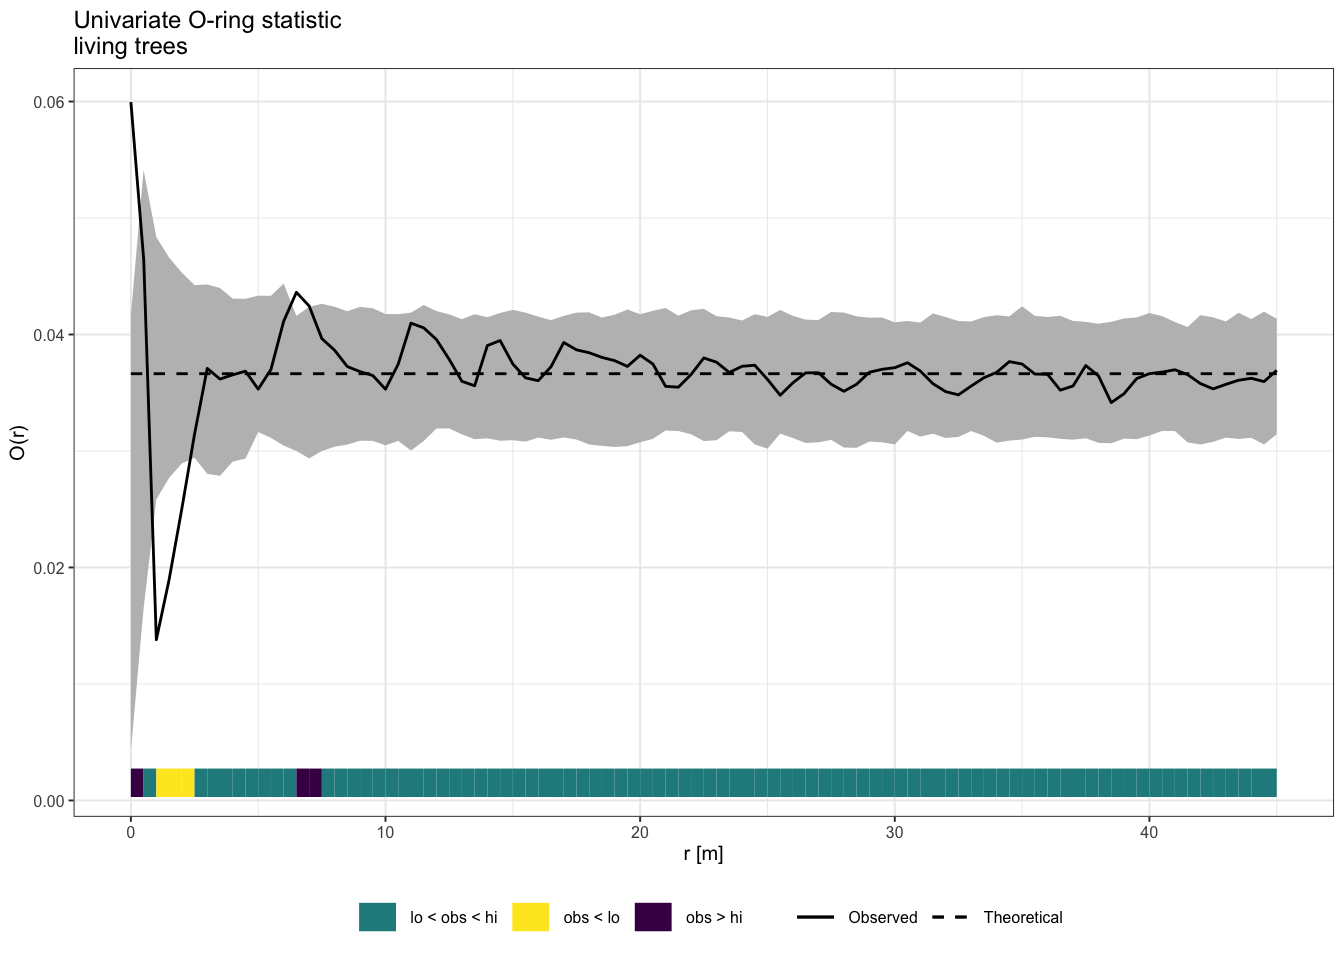 Univariate O-ring statistic
living trees
0.06
0.04
0.02
0.00
O(r)
0 10 20 30 40
r [m]
lo < obs < hi obs < lo obs > hi Observed Theoretical